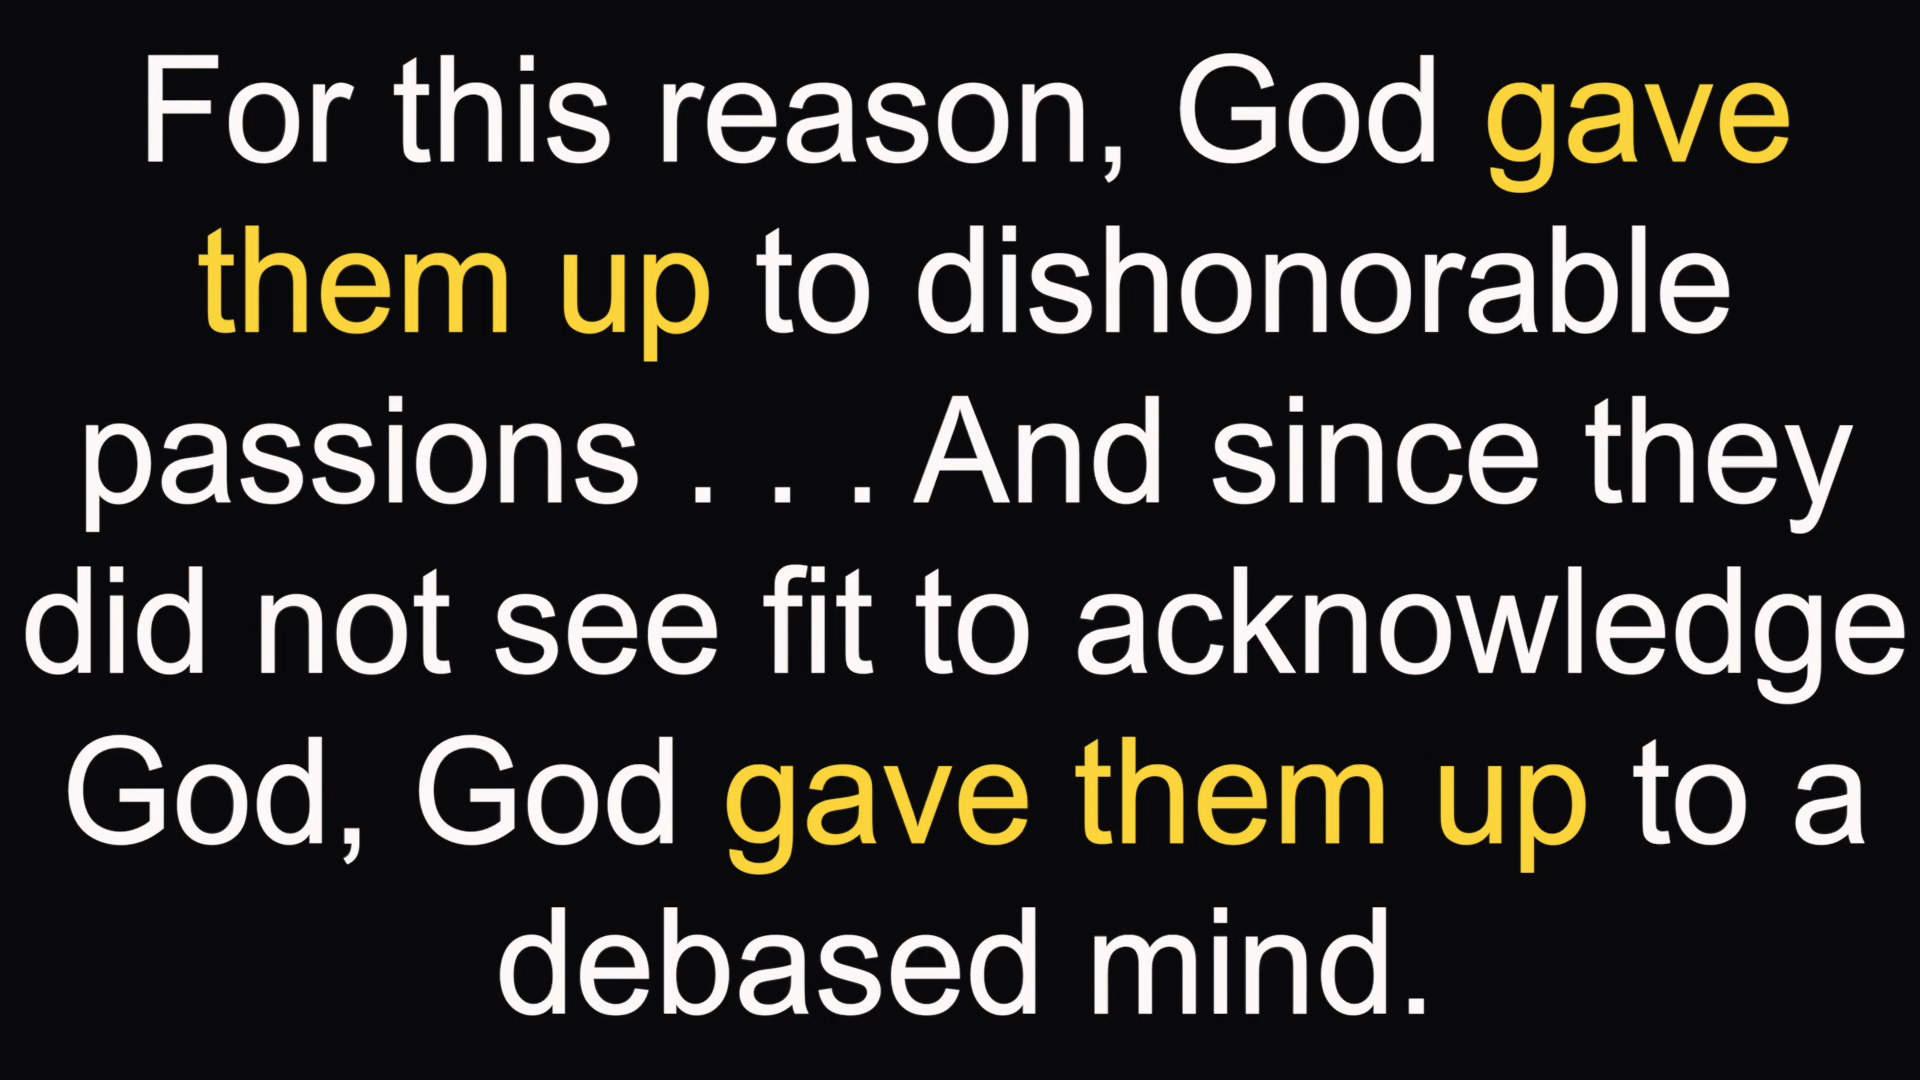 For this reason, God gave
them up to dishonorable
passions . . . And since they
did not see fit to acknowledge
God, God gave them up to a
debased mind.